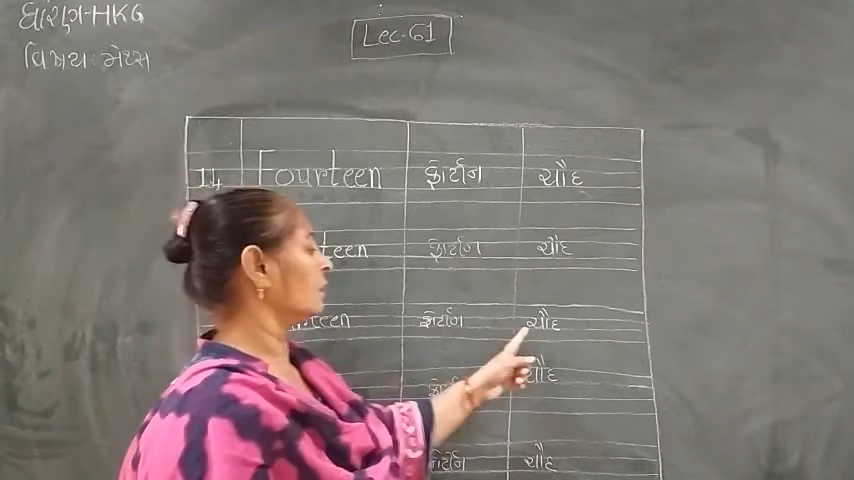 ધોરણ-HKG
વિષય: મેથ્સ
Lec-61
14 Fourteen ફોર્ટીન ચૌદ
ફોર્ટીન ચૌદ
ફોર્ટીન ચૌદ
ચૌદ
ચૌદ